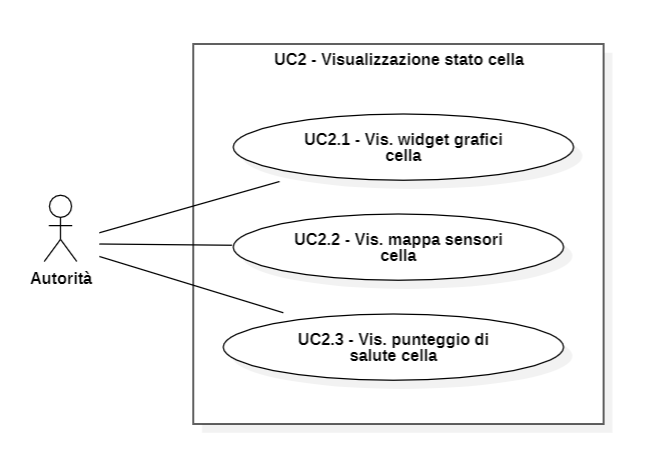 UC2 - Visualizzazione stato cella
UC2.1 - Vis. widget grafici
cella
UC2.2 - Vis. mappa sensori
cella
Autorità
UC2.3 - Vis. punteggio di
salute cella